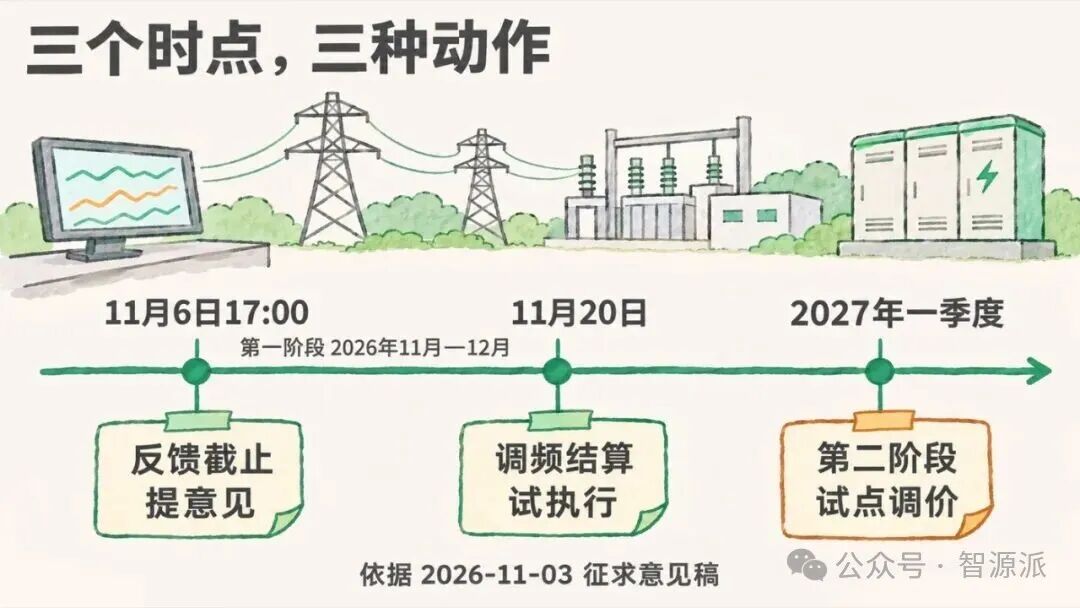 三个时点，三种动作
11月6日17:00
11月20日
2027年一季度
第一阶段 2026年11月—12月
反馈截止
提意见
调频结算
试执行
第二阶段
试点调价
依据 2026-11-03 征求意见稿
公众号 · 智源派